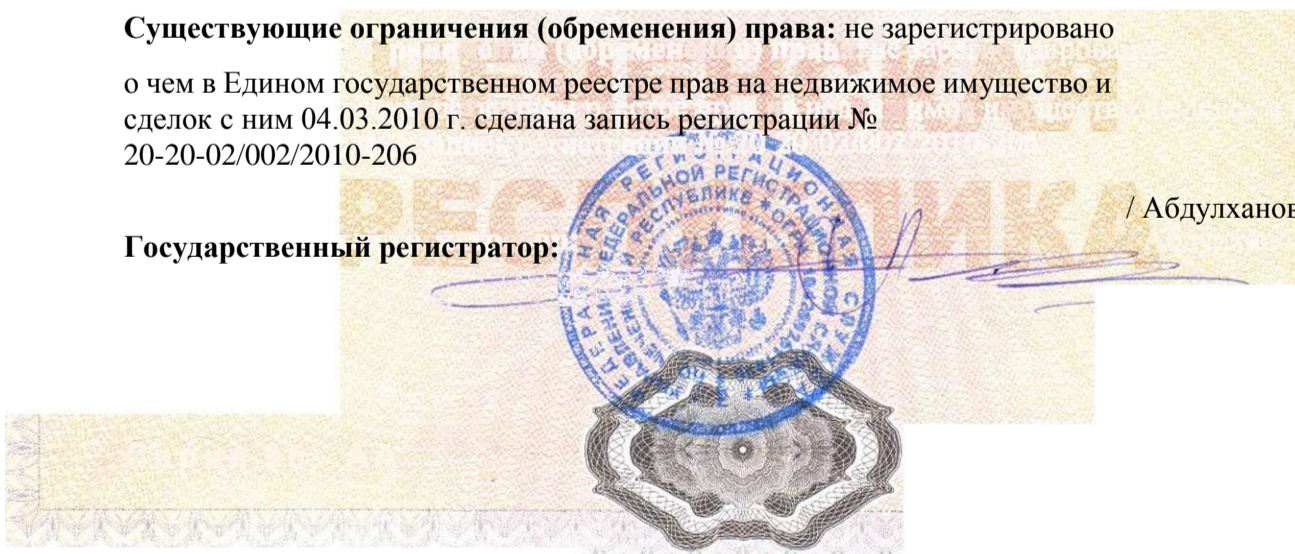 Существующие ограничения (обременения) права: не зарегистрировано
о чем в Едином государственном реестре прав на недвижимое имущество и
сделок с ним 04.03.2010 г. сделана запись регистрации №
20-20-02/002/2010-206
/ Абдулханов
Государственный регистратор:
РЕСПУБЛИКА